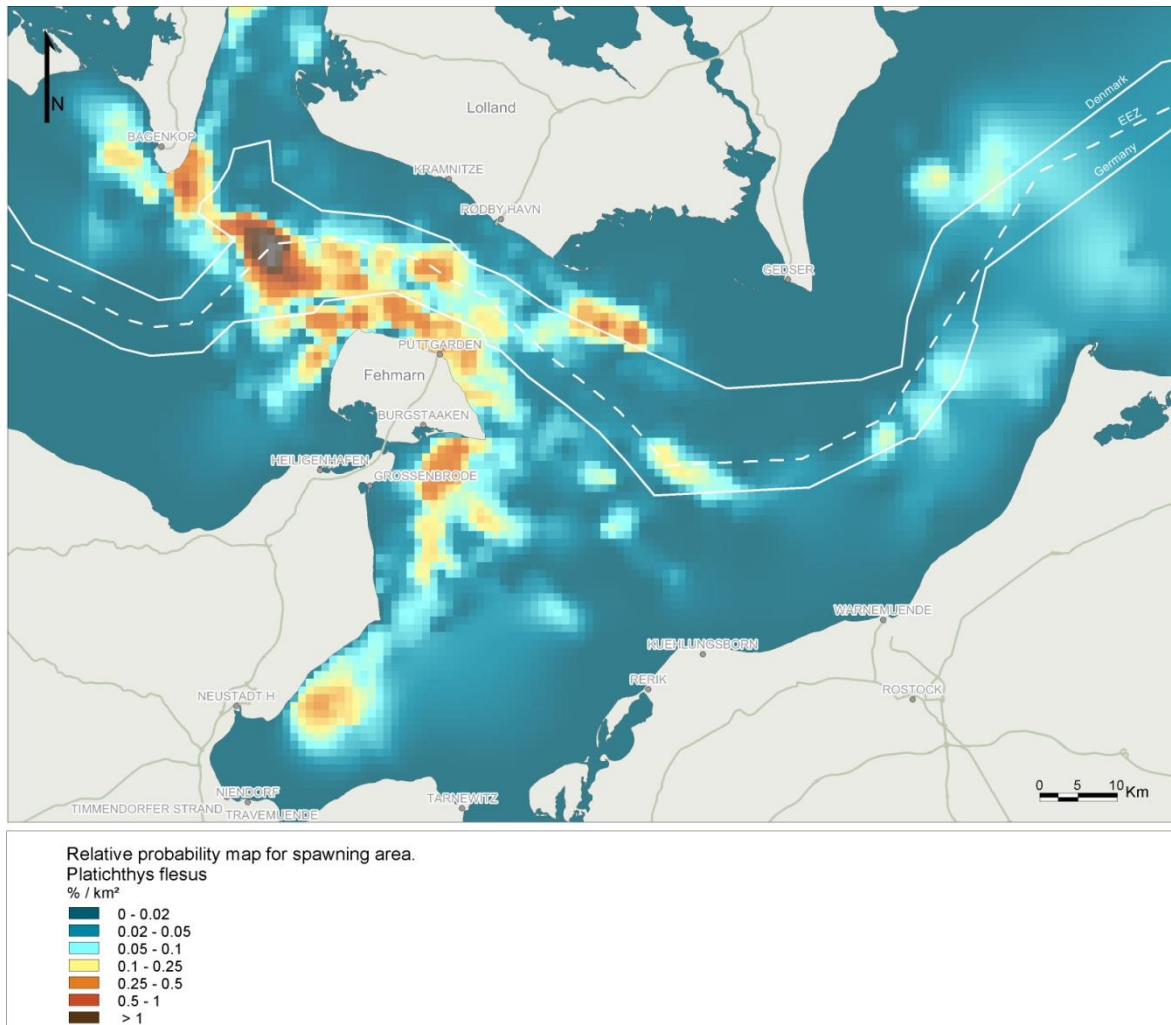 N
Lolland
Denmark
EEZ
Germany
BAGENKOP
KRAMNITZE
RØDBY HAVN
GEDSER
PUTTGARDEN
Fehmarn
BURGSTAAKEN
HEILIGENHAFEN
GROSSENBRODE
WARNEMUENDE
KUEHLUNGSBORN
RERIK
ROSTOCK
NEUSTADT H
NIENDORF
TARNEWITZ
TIMMENDORFER STRAND
TRAVEMUENDE
0 5 10 Km
Relative probability map for spawning area.
Platichthys flesus
% / km²
0 - 0.02
0.02 - 0.05
0.05 - 0.1
0.1 - 0.25
0.25 - 0.5
0.5 - 1
> 1